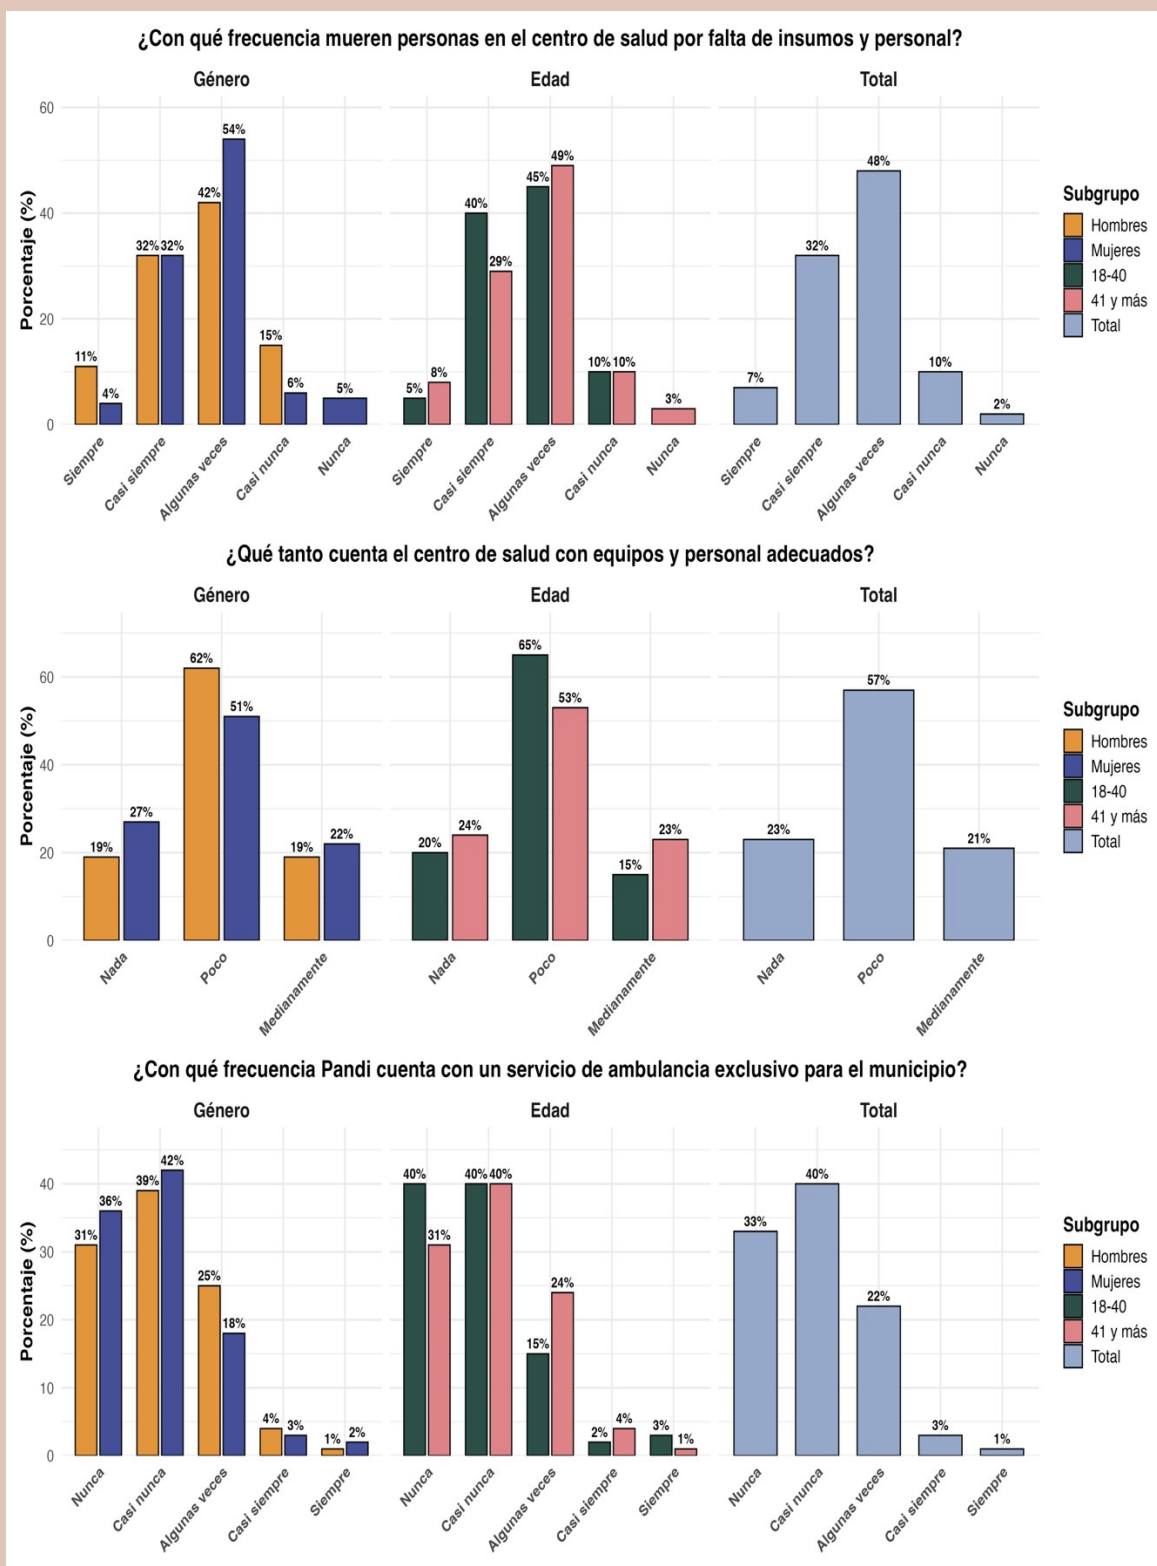 ¿Con qué frecuencia mueren personas en el centro de salud por falta de insumos y personal?
Género Edad Total
Porcentaje (%)
60
40
20
0
11% 4% 32% 32% 42% 54% 15% 6% 5%
5% 8% 40% 29% 45% 49% 10% 10% 3%
7% 32% 48% 10% 2%
Siempre Casi siempre Algunas veces Casi nunca Nunca
Siempre Casi siempre Algunas veces Casi nunca Nunca
Siempre Casi siempre Algunas veces Casi nunca Nunca
Subgrupo
Hombres
Mujeres
18-40
41 y más
Total
¿Qué tanto cuenta el centro de salud con equipos y personal adecuados?
Género Edad Total
Porcentaje (%)
60
40
20
0
19% 27% 62% 51% 19% 22%
20% 24% 65% 53% 15% 23%
23% 57% 21%
Nada Poco Medianamente
Nada Poco Medianamente
Nada Poco Medianamente
Subgrupo
Hombres
Mujeres
18-40
41 y más
Total
¿Con qué frecuencia Pandi cuenta con un servicio de ambulancia exclusivo para el municipio?
Género Edad Total
Porcentaje (%)
40
30
20
10
0
31% 36% 39% 42% 25% 18% 4% 3% 1% 2%
40% 31% 40% 40% 15% 24% 2% 4% 3% 1%
33% 40% 22% 3% 1%
Nunca Casi nunca Algunas veces Casi siempre Siempre
Nunca Casi nunca Algunas veces Casi siempre Siempre
Nunca Casi nunca Algunas veces Casi siempre Siempre
Subgrupo
Hombres
Mujeres
18-40
41 y más
Total